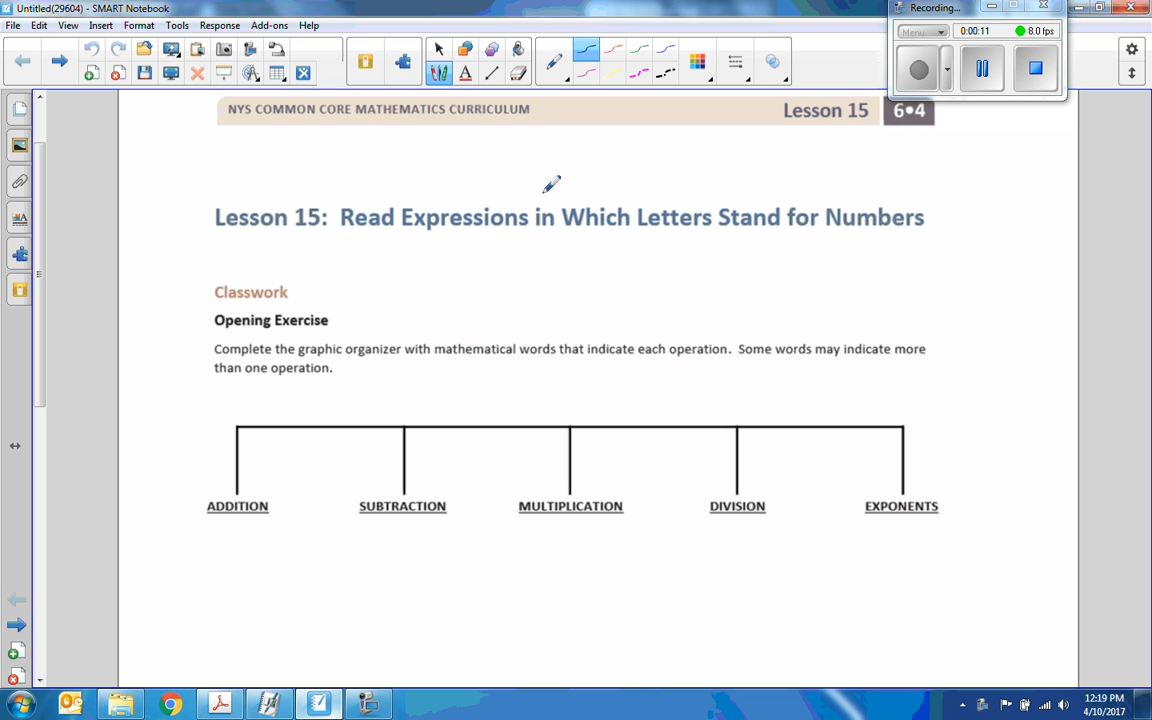 Untitled(29604) - SMART Notebook
Recording...
File Edit View Insert Format Tools Response Add-ons Help
Menu 0:00:11 8.0 fps
NYS COMMON CORE MATHEMATICS CURRICULUM Lesson 15 6•4
Lesson 15: Read Expressions in Which Letters Stand for Numbers
Classwork
Opening Exercise
Complete the graphic organizer with mathematical words that indicate each operation. Some words may indicate more
than one operation.
ADDITION SUBTRACTION MULTIPLICATION DIVISION EXPONENTS
12:19 PM
4/10/2017